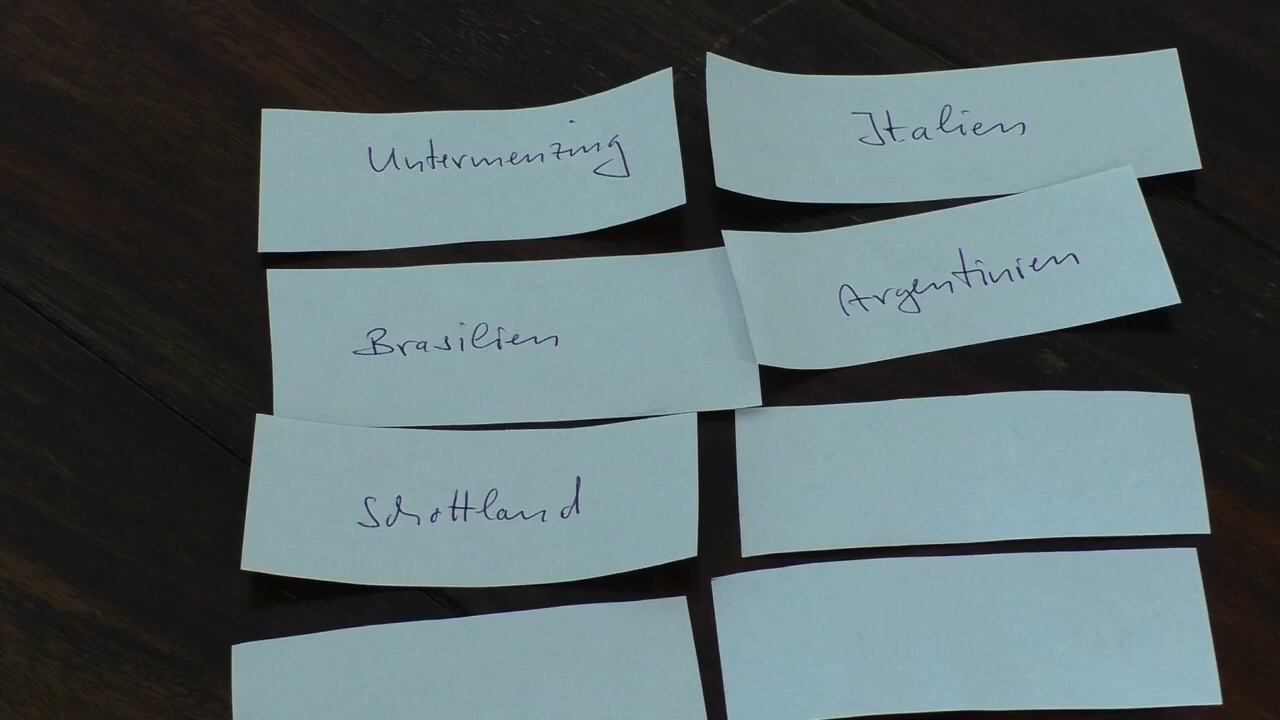 Untermenzing
Italien
Brasilien
Argentinien
Schottland